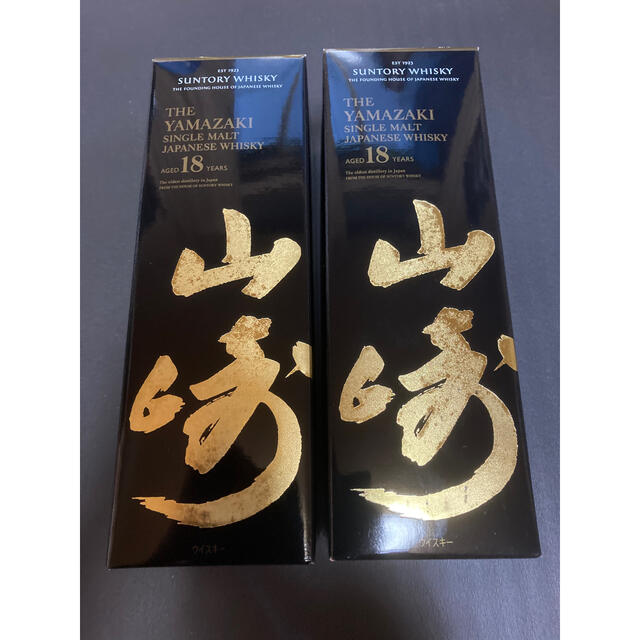 EST 1923
SUNTORY WHISKY
THE FOUNDING HOUSE OF JAPANESE WHISKY
THE
YAMAZAKI
SINGLE MALT
JAPANESE WHISKY
AGED 18 YEARS
The oldest distillery in Japan
FROM THE HOUSE OF SUNTORY WHISKY
山崎
ウイスキー
EST 1923
SUNTORY WHISKY
THE FOUNDING HOUSE OF JAPANESE WHISKY
THE
YAMAZAKI
SINGLE MALT
JAPANESE WHISKY
AGED 18 YEARS
The oldest distillery in Japan
FROM THE HOUSE OF SUNTORY WHISKY
山崎
ウイスキー